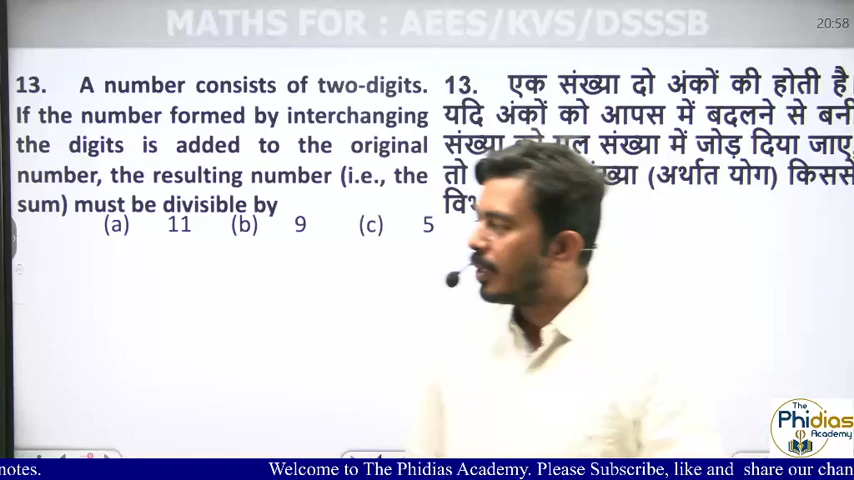 MATHS FOR : AEES/KVS/DSSSB
20:58
13. A number consists of two-digits.
If the number formed by interchanging
the digits is added to the original
number, the resulting number (i.e., the
sum) must be divisible by
(a) 11 (b) 9 (c) 5
13. एक संख्या दो अंकों की होती है
यदि अंकों को आपस में बदलने से बनी
संख्या संख्या में जोड़ दिया जाए
तो (अर्थात योग) किससे
The
Phidias
Academy
notes. Welcome to The Phidias Academy. Please Subscribe, like and share our chan